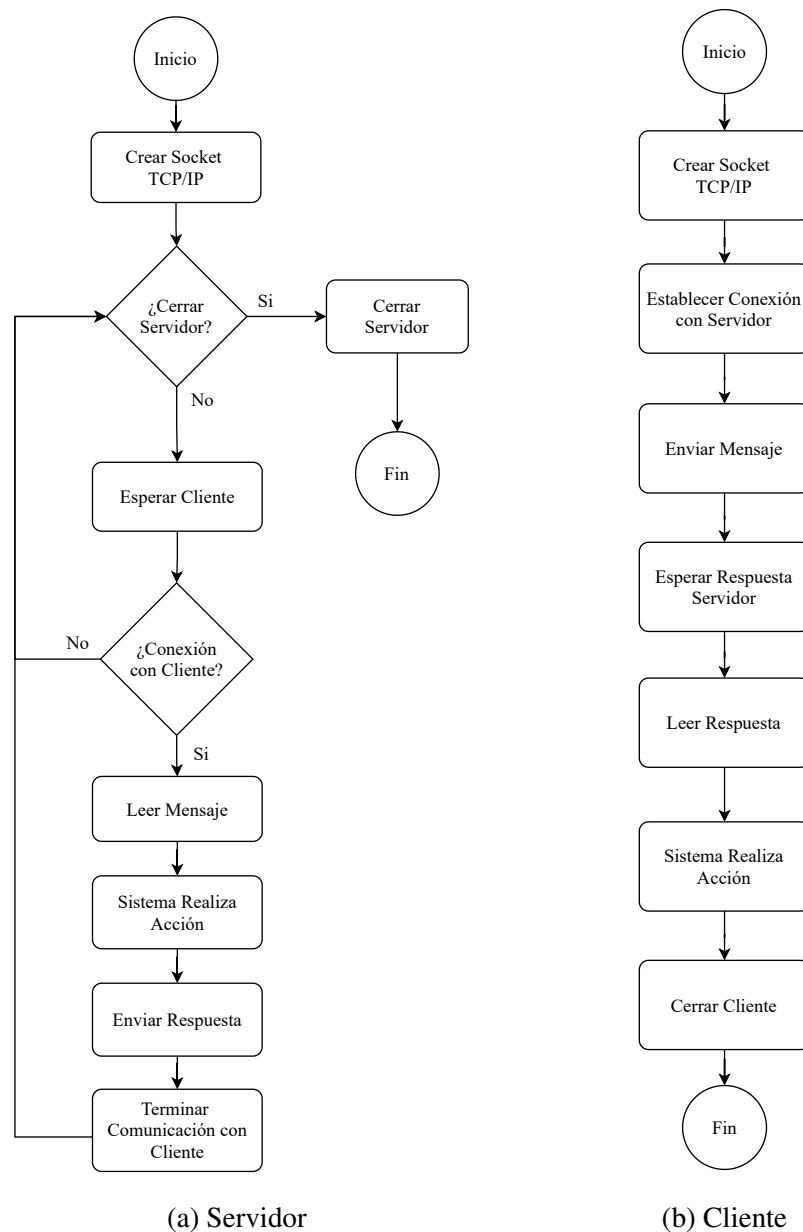 Inicio
Crear Socket
TCP/IP
¿Cerrar
Servidor?
Si
Cerrar
Servidor
No
Fin
Esperar Cliente
No
¿Conexión
con Cliente?
Si
Leer Mensaje
Sistema Realiza
Acción
Enviar Respuesta
Terminar
Comunicación con
Cliente
(a) Servidor
Inicio
Crear Socket
TCP/IP
Establecer Conexión
con Servidor
Enviar Mensaje
Esperar Respuesta
Servidor
Leer Respuesta
Sistema Realiza
Acción
Cerrar Cliente
Fin
(b) Cliente